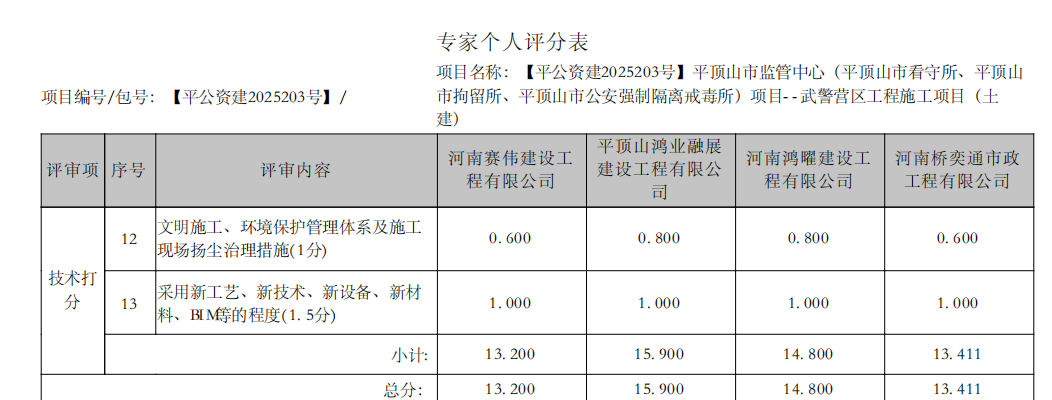 专家个人评分表
项目编号/包号：【平公资建2025203号】/
项目名称：【平公资建2025203号】平顶山市监管中心（平顶山市看守所、平顶山
市拘留所、平顶山市公安强制隔离戒毒所）项目--武警营区工程施工项目（土
建）
评审项 序号 评审内容
河南赛伟建设工
程有限公司
平顶山鸿业融展
建设工程有限公
司
河南鸿曜建设工
程有限公司
河南桥奕通市政
工程有限公司
技术打
分
12
文明施工、环境保护管理体系及施工
现场扬尘治理措施(1分)
0.600 0.800 0.800 0.600
13
采用新工艺、新技术、新设备、新材
料、BIM等的程度(1.5分)
1.000 1.000 1.000 1.000
小计: 13.200 15.900 14.800 13.411
总分: 13.200 15.900 14.800 13.411